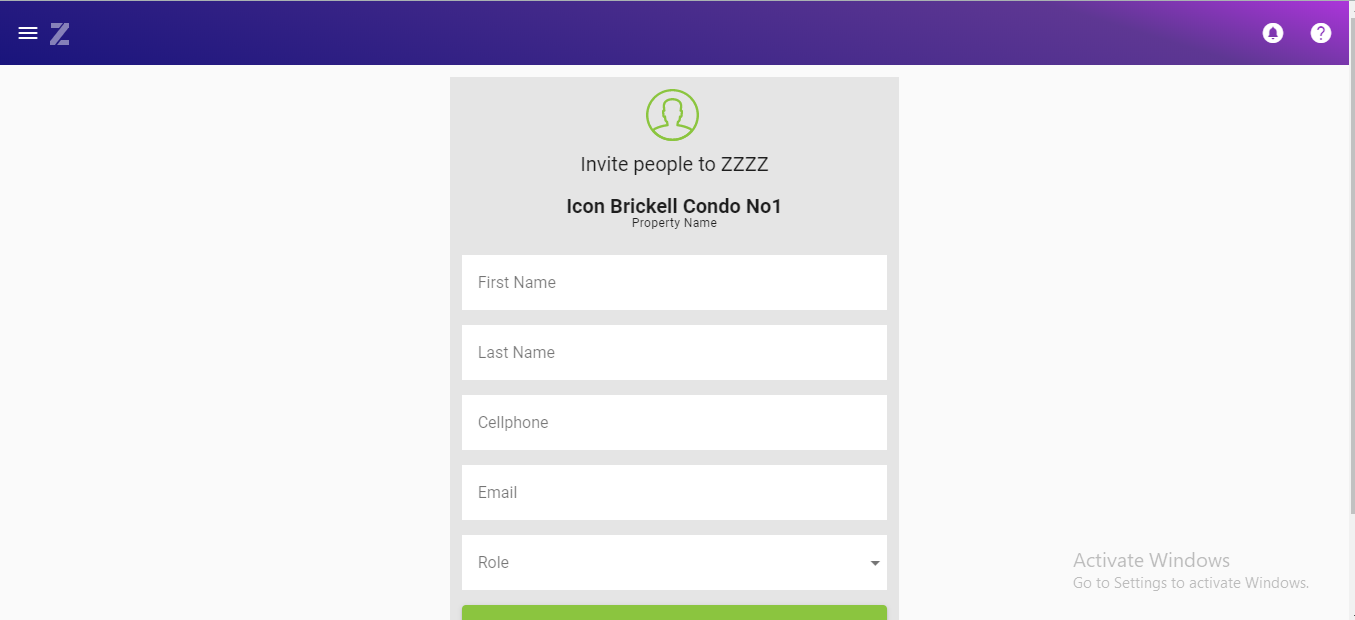 Z
Invite people to ZZZZ
Icon Brickell Condo No1
Property Name
First Name
Last Name
Cellphone
Email
Role
Activate Windows
Go to Settings to activate Windows.